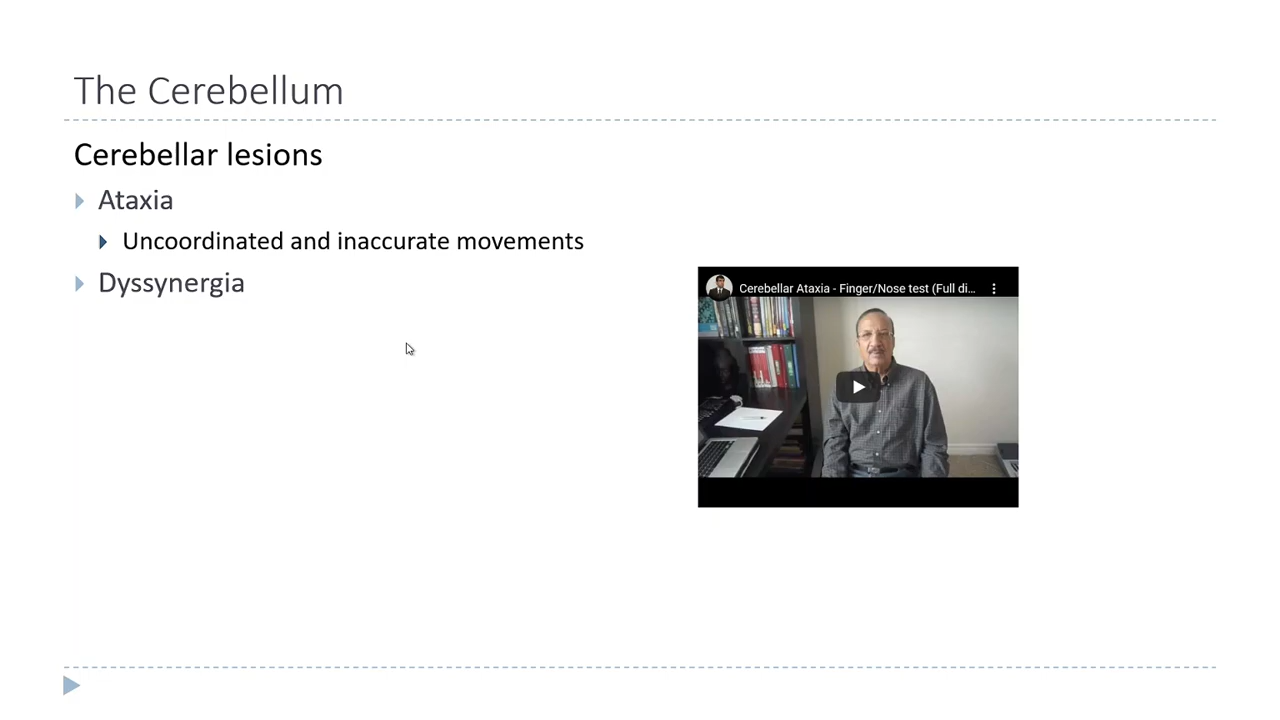 The Cerebellum
Cerebellar lesions
Ataxia
Uncoordinated and inaccurate movements
Dyssynergia
Cerebellar Ataxia - Finger/Nose test (Full di...